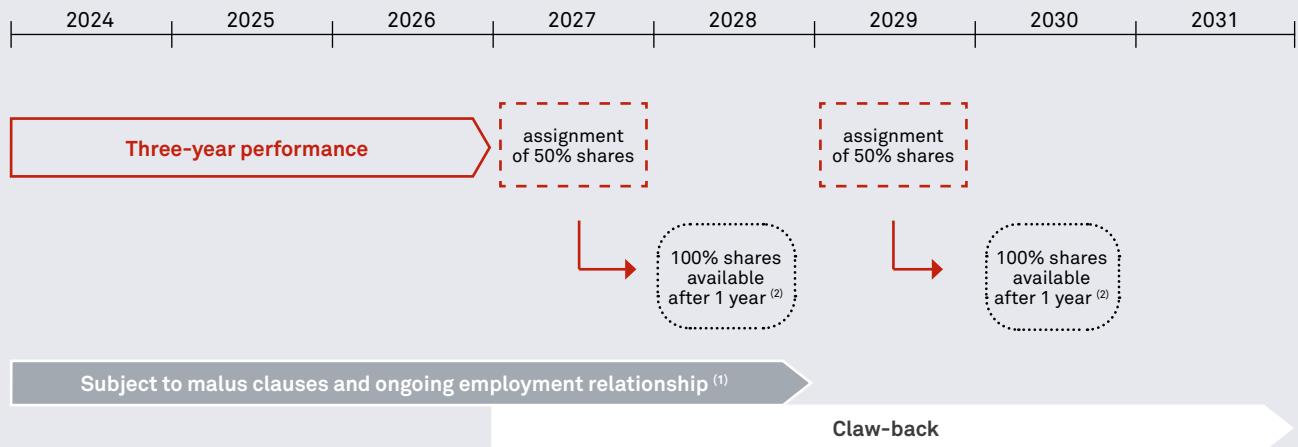 2024 2025 2026 2027 2028 2029 2030 2031
Three-year performance
assignment
of 50% shares
assignment
of 50% shares
100% shares
available
after 1 year (2)
100% shares
available
after 1 year (2)
Subject to malus clauses and ongoing employment relationship (1)
Claw-back